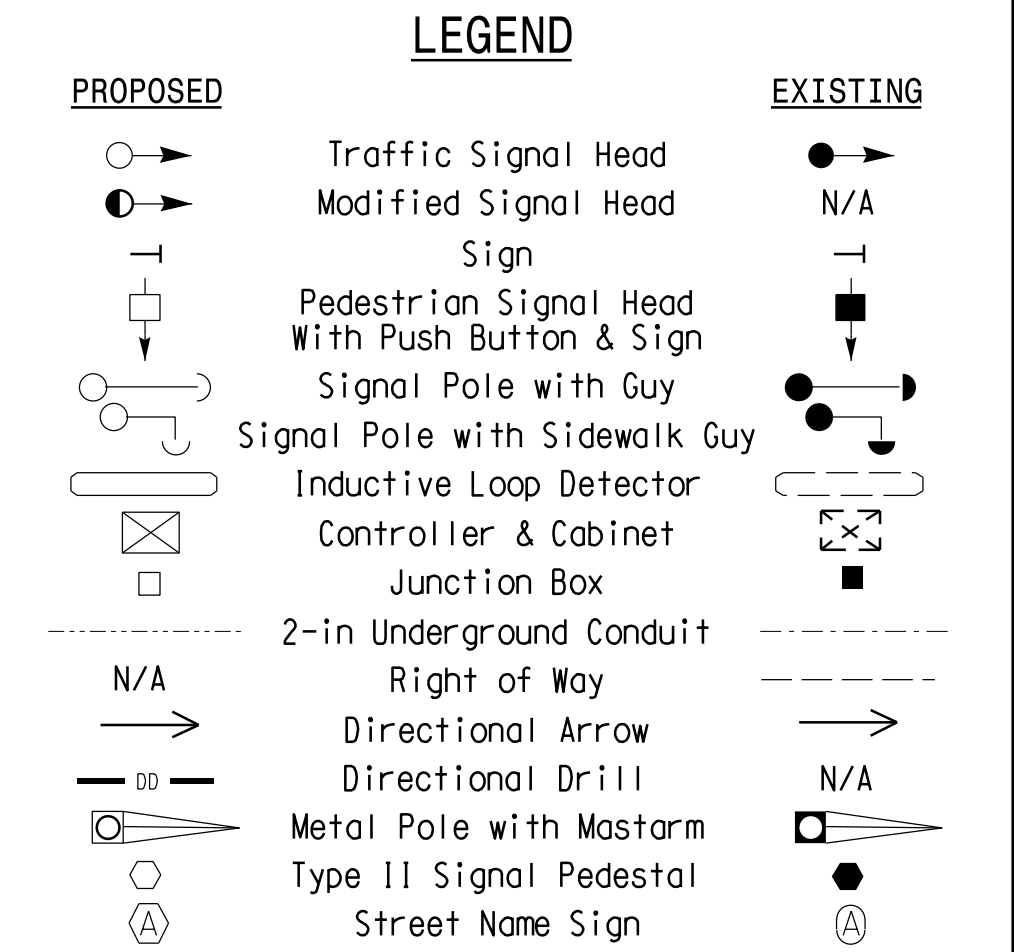 LEGEND
PROPOSED EXISTING
Traffic Signal Head
Modified Signal Head N/A
Sign
Pedestrian Signal Head
With Push Button & Sign
Signal Pole with Guy
Signal Pole with Sidewalk Guy
Inductive Loop Detector
Controller & Cabinet
Junction Box
2-in Underground Conduit
N/A Right of Way
Directional Arrow
DD Directional Drill N/A
Metal Pole with Mastarm
Type II Signal Pedestal
A Street Name Sign A